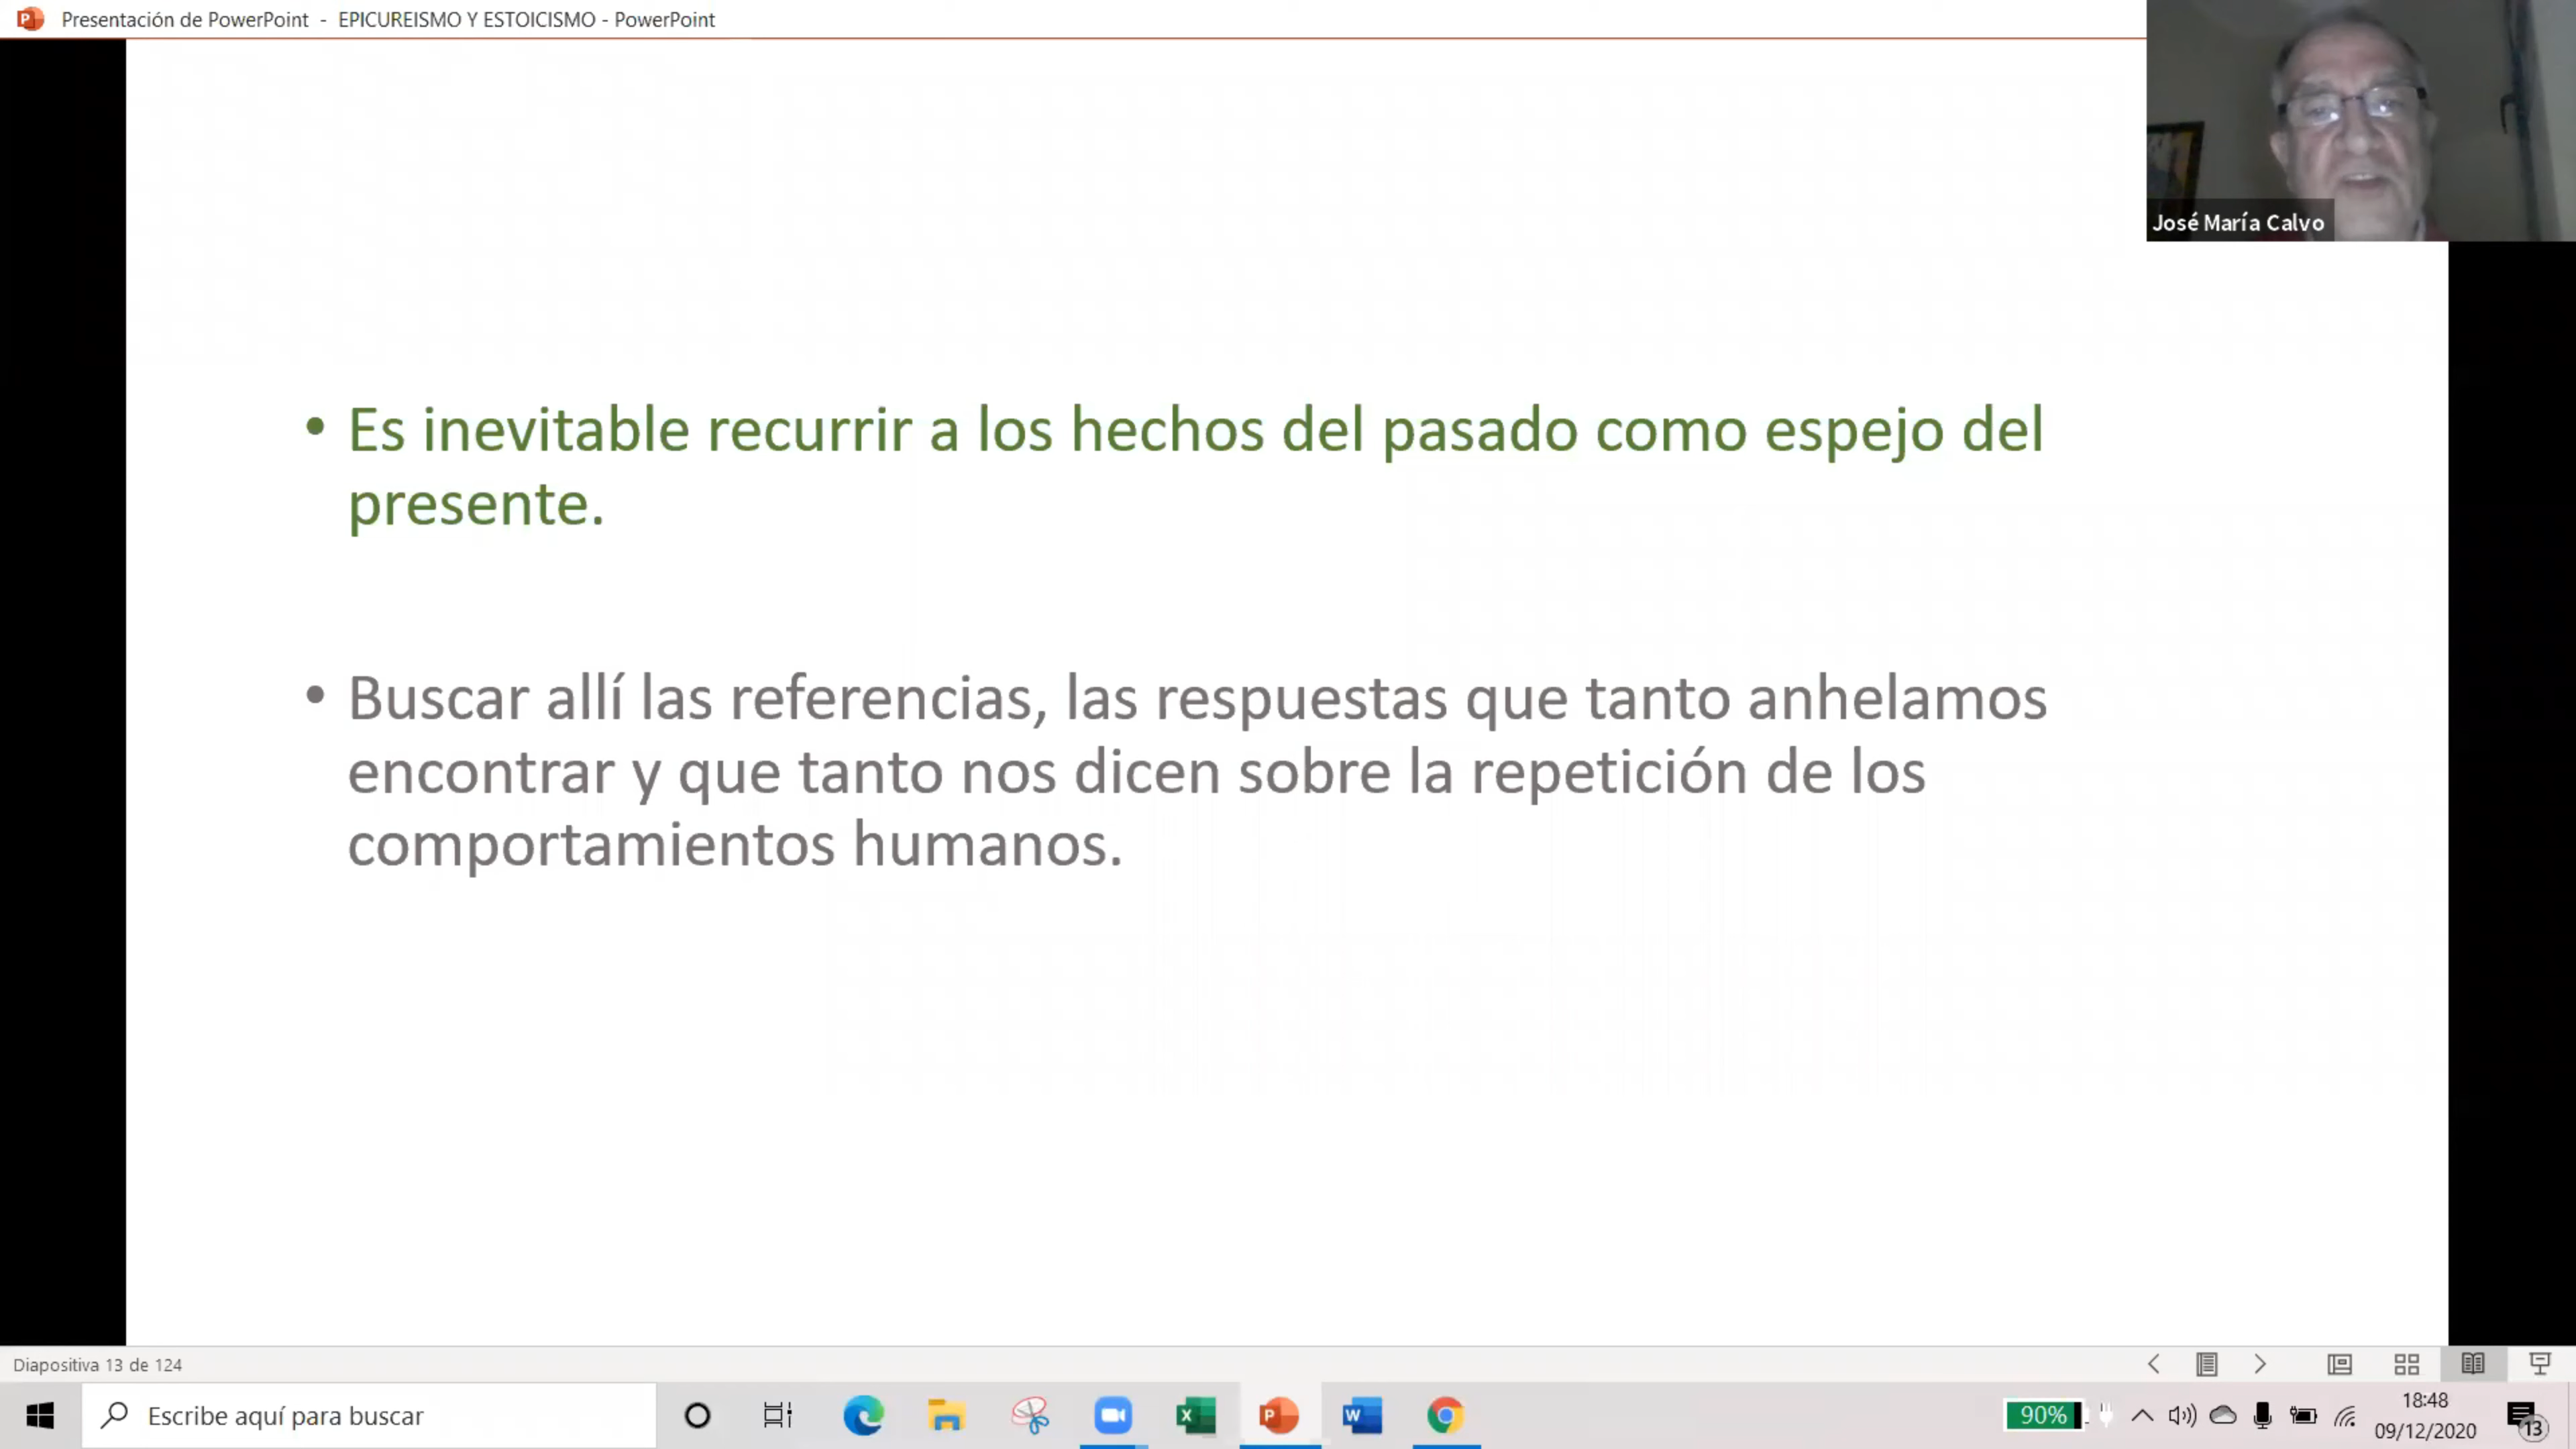 Presentación de PowerPoint - EPICUREISMO Y ESTOICISMO - PowerPoint
José María Calvo
• Es inevitable recurrir a los hechos del pasado como espejo del
presente.
• Buscar allí las referencias, las respuestas que tanto anhelamos
encontrar y que tanto nos dicen sobre la repetición de los
comportamientos humanos.
Diapositiva 13 de 124
Escribe aquí para buscar
90%
18:48
09/12/2020
13